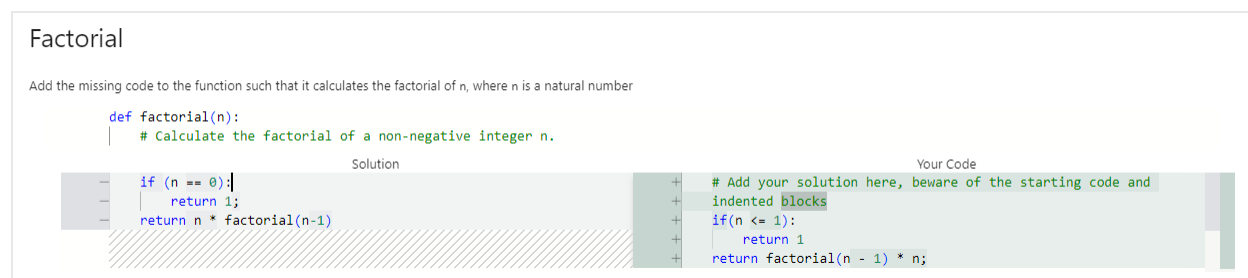 Factorial
Add the missing code to the function such that it calculates the factorial of n, where n is a natural number
def factorial(n):
# Calculate the factorial of a non-negative integer n.
Solution
− if (n == 0):
− return 1;
− return n * factorial(n-1)
Your Code
+ # Add your solution here, beware of the starting code and
+ indented blocks
+ if(n <= 1):
+ return 1
+ return factorial(n - 1) * n;